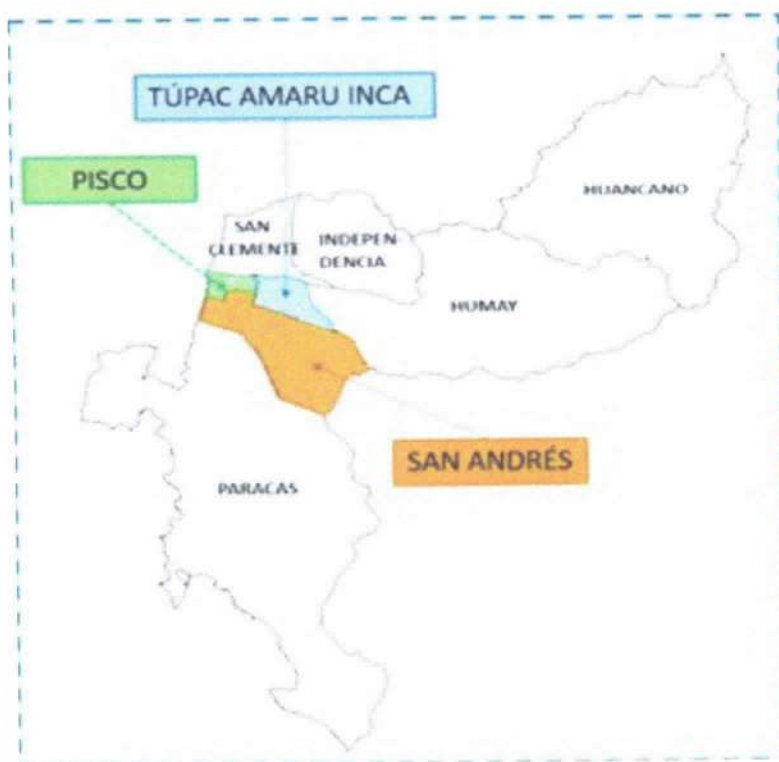 TÚPAC AMARU INCA
PISCO
HUANCANO
SAN
CLEMENTE
INDEPEN-
DENCIA
HUMAY
SAN ANDRÉS
PARACAS